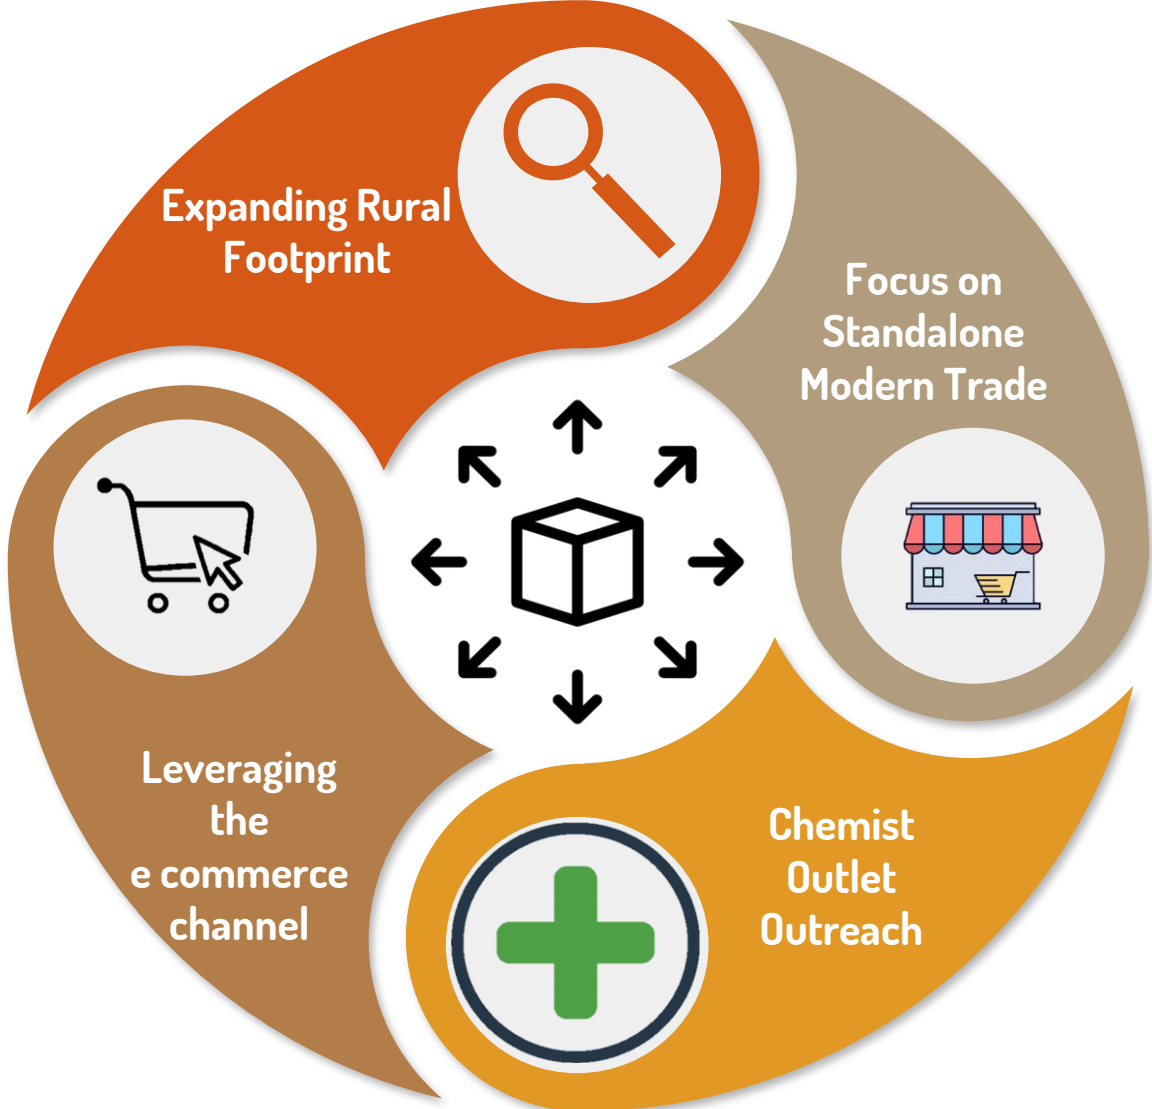 Expanding Rural
Footprint
Focus on
Standalone
Modern Trade
Leveraging
the
e commerce
channel
Chemist
Outlet
Outreach